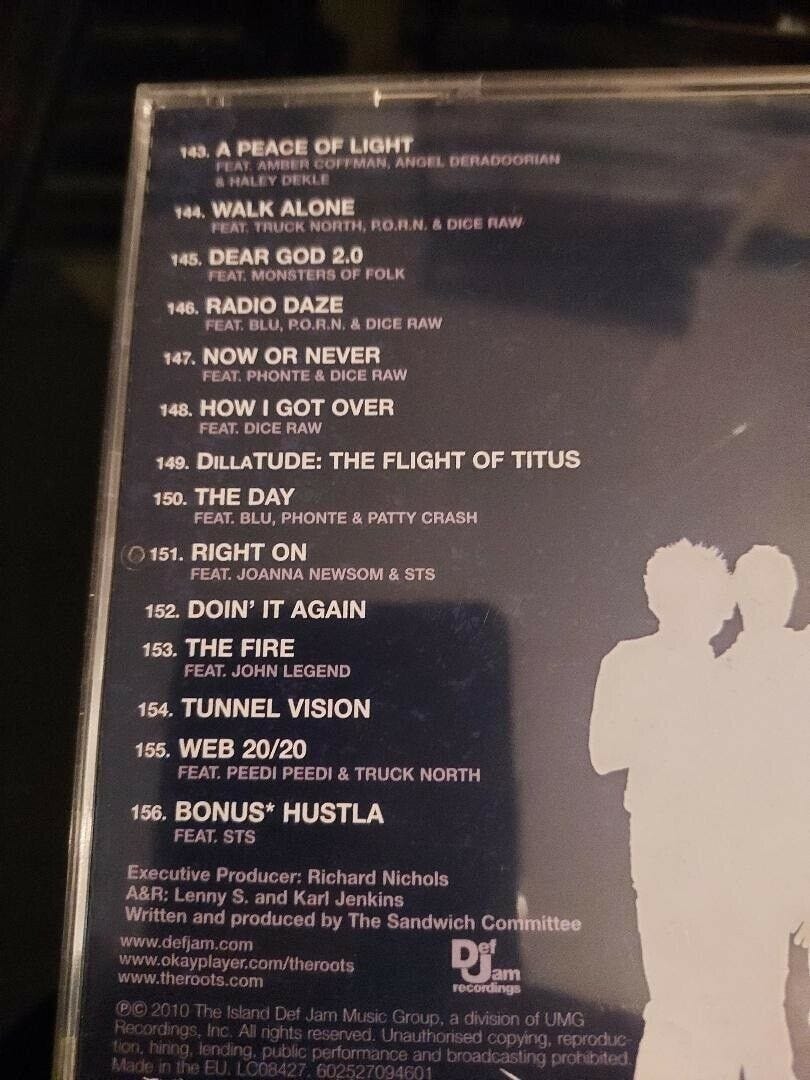 143. A PEACE OF LIGHT
FEAT. AMBER COFFMAN, ANGEL DERADOORIAN
& HALEY DEKLE
144. WALK ALONE
FEAT. TRUCK NORTH, P.O.R.N. & DICE RAW
145. DEAR GOD 2.0
FEAT. MONSTERS OF FOLK
146. RADIO DAZE
FEAT. BLU, P.O.R.N. & DICE RAW
147. NOW OR NEVER
FEAT. PHONTE & DICE RAW
148. HOW I GOT OVER
FEAT. DICE RAW
149. DILLATUDE: THE FLIGHT OF TITUS
150. THE DAY
FEAT. BLU, PHONTE & PATTY CRASH
151. RIGHT ON
FEAT. JOANNA NEWSOM & STS
152. DOIN' IT AGAIN
153. THE FIRE
FEAT. JOHN LEGEND
154. TUNNEL VISION
155. WEB 20/20
FEAT. PEEDI PEEDI & TRUCK NORTH
156. BONUS* HUSTLA
FEAT. STS
Executive Producer: Richard Nichols
A&R: Lenny S. and Karl Jenkins
Written and produced by The Sandwich Committee
www.defjam.com
www.okayplayer.com/theroots
www.theroots.com
Def
Jam
recordings
℗© 2010 The Island Def Jam Music Group, a division of UMG
Recordings, Inc. All rights reserved. Unauthorised copying, reproduc-
tion, hiring, lending, public performance and broadcasting prohibited.
Made in the EU. LC08427. 602527094601